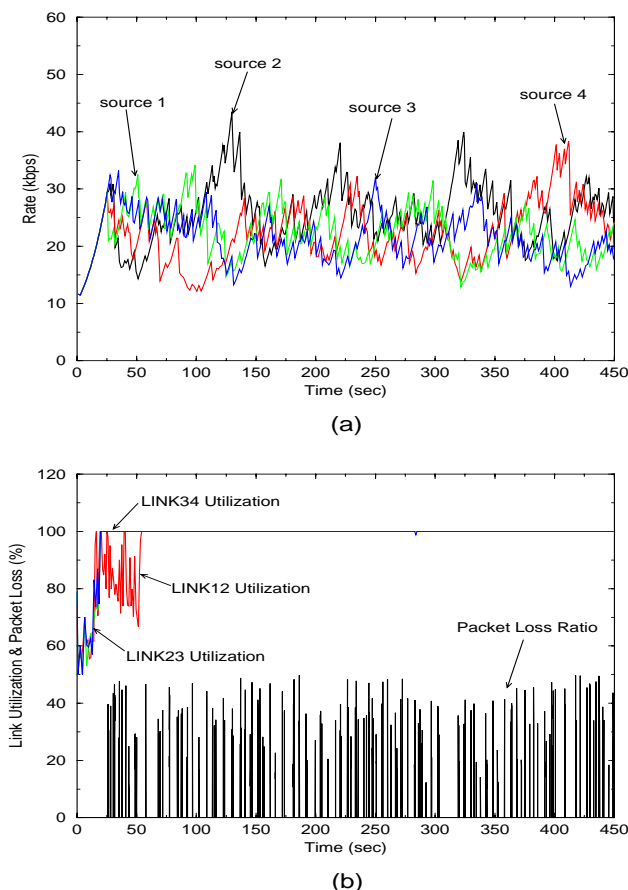 60
50
40
30
20
10
0
Rate (kbps)
source 1
source 2
source 3
source 4
0 50 100 150 200 250 300 350 400 450
Time (sec)
(a)
120
100
80
60
40
20
0
Link Utilization & Packet Loss (%)
LINK34 Utilization
LINK12 Utilization
LINK23 Utilization
Packet Loss Ratio
0 50 100 150 200 250 300 350 400 450
Time (sec)
(b)